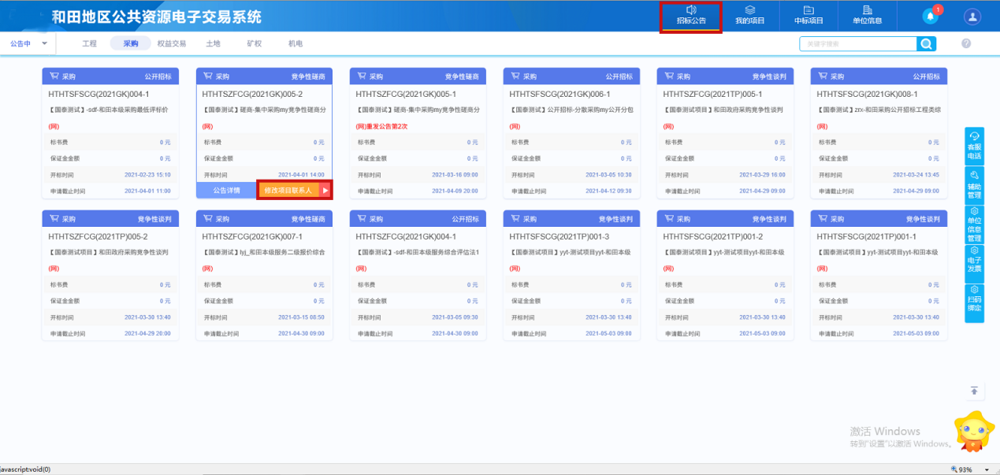 和田地区公共资源电子交易系统
招标公告
我的项目
中标项目
单位信息
1
公告中
工程
采购
权益交易
土地
矿权
机电
关键字搜索
采购 公开招标
HTHTSFSCG(2021GK)004-1
【国泰测试】-sdf-和田本级采购最低评标价
(网)
标书费 0 元
保证金金额 0 元
开标时间 2021-02-23 15:10
申请截止时间 2021-04-01 11:00
采购 竞争性磋商
HTHTSZFCG(2021GK)005-2
【国泰测试】磋商-集中采购my竞争性磋商分
(网)
标书费 0 元
保证金金额 0 元
开标时间 2021-04-01 14:00
公告详情 修改项目联系人
采购 竞争性磋商
HTHTSZFCG(2021GK)005-1
【国泰测试】磋商-集中采购my竞争性磋商分
(网)重发公告第2次
标书费 0 元
保证金金额 0 元
开标时间 2021-03-16 09:00
申请截止时间 2021-04-09 20:00
采购 公开招标
HTHTSFSCG(2021GK)006-1
【国泰测试】公开招标-分散采购my公开分包
(网)
标书费 0 元
保证金金额 0 元
开标时间 2021-03-05 10:30
申请截止时间 2021-04-12 09:30
采购 竞争性谈判
HTHTSZFCG(2021TP)005-1
【国泰测试项目】和田政府采购竞争性谈判
(网)
标书费 0 元
保证金金额 0 元
开标时间 2021-03-29 16:00
申请截止时间 2021-04-29 09:00
采购 公开招标
HTHTSFSCG(2021GK)008-1
【国泰测试】zrx-和田采购公开招标工程类综
(网)
标书费 0 元
保证金金额 0 元
开标时间 2021-03-24 13:45
申请截止时间 2021-04-29 09:00
采购 竞争性谈判
HTHTSZFCG(2021TP)005-2
【国泰测试项目】和田政府采购竞争性谈判
(网)
标书费 0 元
保证金金额 0 元
开标时间 2021-03-30 13:40
申请截止时间 2021-04-29 20:00
采购 竞争性磋商
HTHTSZFCG(2021GK)007-1
【国泰测试】lyj_和田本级服务二级报价综合
(网)
标书费 0 元
保证金金额 0 元
开标时间 2021-03-15 08:50
申请截止时间 2021-04-30 09:00
采购 公开招标
HTHTSZFCG(2021GK)004-1
【国泰测试】-sdf-和田本级服务综合评估法1
(网)
标书费 0 元
保证金金额 0 元
开标时间 2021-03-05 09:30
申请截止时间 2021-04-30 09:00
采购 竞争性谈判
HTHTSFSCG(2021TP)001-3
【国泰测试项目】yyt-测试项目yyt-和田本级
(网)
标书费 0 元
保证金金额 0 元
开标时间 2021-03-30 13:40
申请截止时间 2021-05-03 09:00
采购 竞争性谈判
HTHTSFSCG(2021TP)001-2
【国泰测试项目】yyt-测试项目yyt-和田本级
(网)
标书费 0 元
保证金金额 0 元
开标时间 2021-03-30 13:40
申请截止时间 2021-05-03 09:00
采购 竞争性谈判
HTHTSFSCG(2021TP)001-1
【国泰测试项目】yyt-测试项目yyt-和田本级
(网)
标书费 0 元
保证金金额 0 元
开标时间 2021-03-30 13:40
申请截止时间 2021-05-03 09:00
客服
电话
辅助
管理
单位
信息
管理
电子
发票
扫码
绑定
激活 Windows
转到"设置"以激活 Windows。
javascript:void(0)
93%